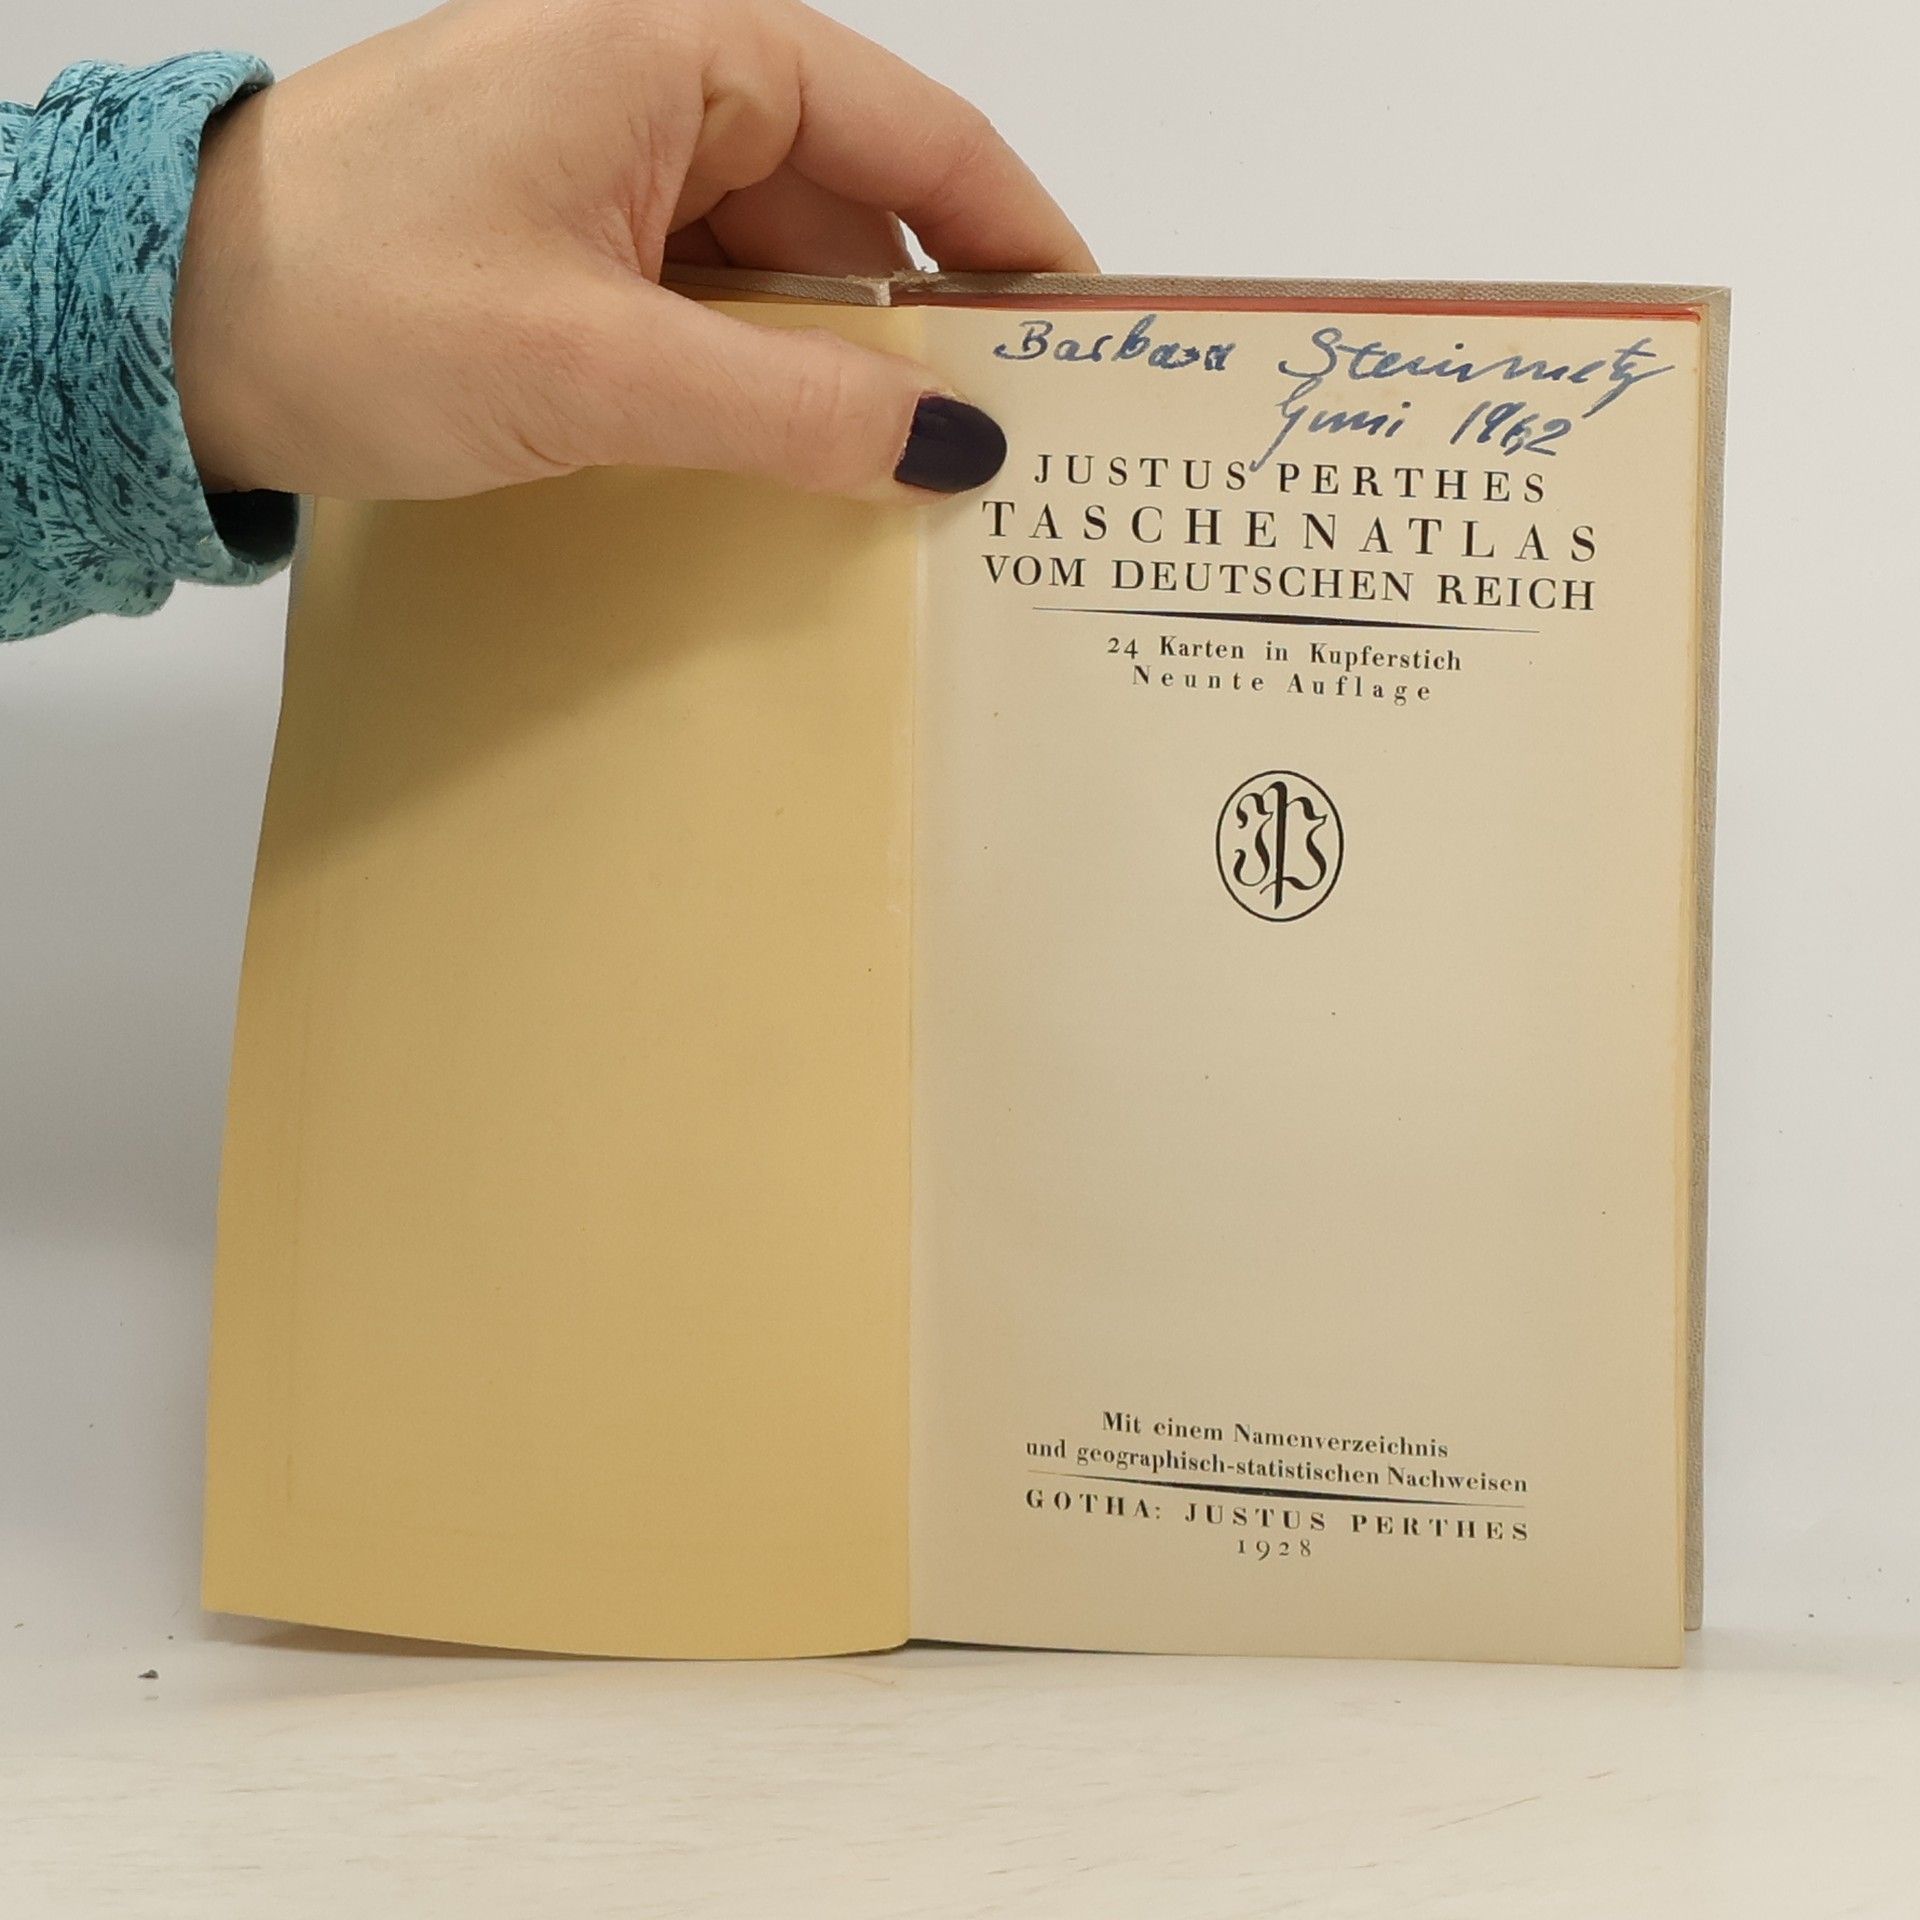 Barbara Steinmetz
Juni 1962
JUSTUS PERTHES
TASCHENATLAS
VOM DEUTSCHEN REICH
24 Karten in Kupferstich
Neunte Auflage
JP
Mit einem Namenverzeichnis
und geographisch-statistischen Nachweisen
GOTHA: JUSTUS PERTHES
1928